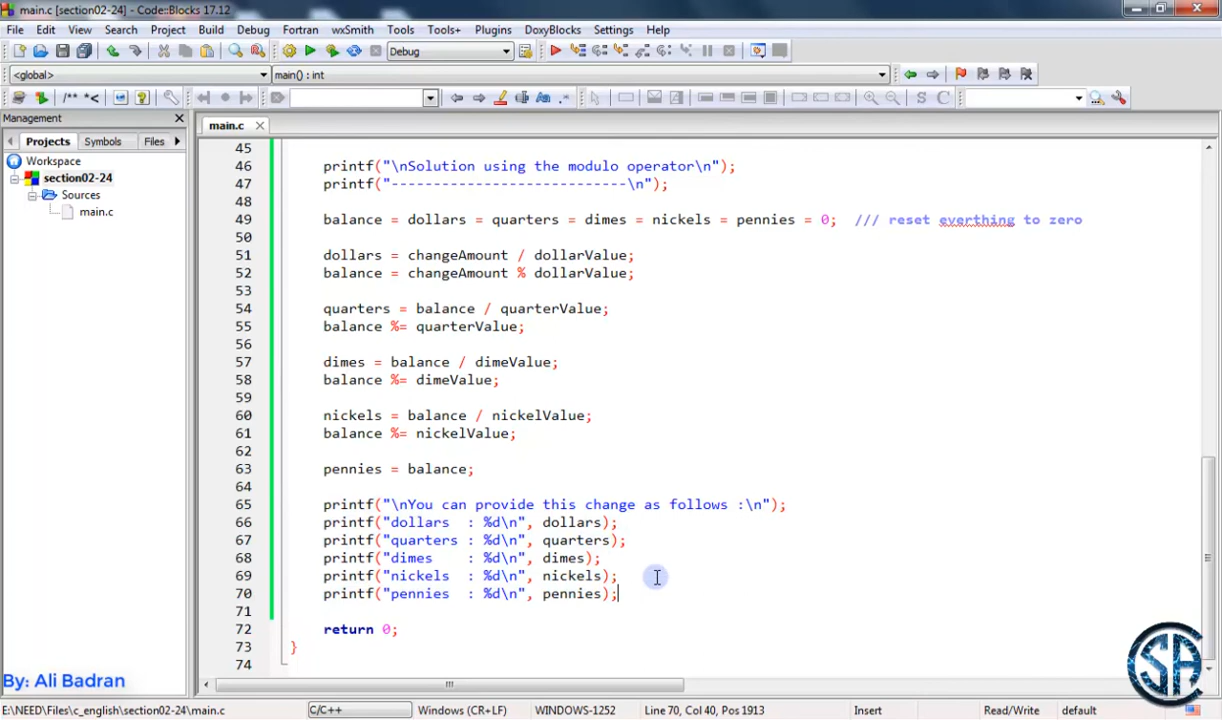 main.c [section02-24] - Code::Blocks 17.12
File Edit View Search Project Build Debug Fortran wxSmith Tools Tools+ Plugins DoxyBlocks Settings Help
Debug
<global> main() : int
/** *< S C
Management
Projects Symbols Files
Workspace
section02-24
Sources
main.c
main.c
45
46 printf("\nSolution using the modulo operator\n");
47 printf("----------------------------\n");
48
49 balance = dollars = quarters = dimes = nickels = pennies = 0; /// reset everthing to zero
50
51 dollars = changeAmount / dollarValue;
52 balance = changeAmount % dollarValue;
53
54 quarters = balance / quarterValue;
55 balance %= quarterValue;
56
57 dimes = balance / dimeValue;
58 balance %= dimeValue;
59
60 nickels = balance / nickelValue;
61 balance %= nickelValue;
62
63 pennies = balance;
64
65 printf("\nYou can provide this change as follows :\n");
66 printf("dollars  : %d\n", dollars);
67 printf("quarters : %d\n", quarters);
68 printf("dimes    : %d\n", dimes);
69 printf("nickels  : %d\n", nickels);
70 printf("pennies  : %d\n", pennies);
71
72 return 0;
73 }
74
By: Ali Badran
SA
E:\NEED\Files\c_english\section02-24\main.c C/C++ Windows (CR+LF) WINDOWS-1252 Line 70, Col 40, Pos 1913 Insert Read/Write default